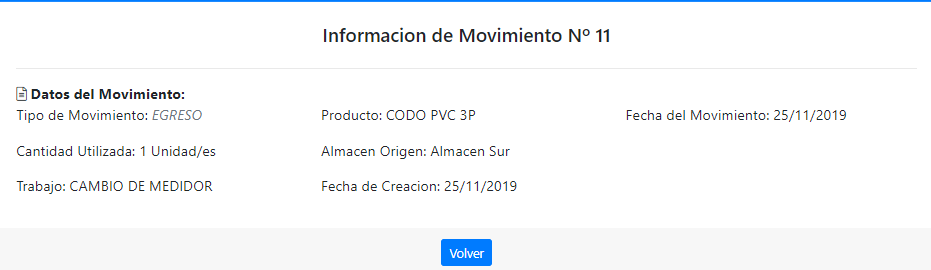 Informacion de Movimiento Nº 11
Datos del Movimiento:
Tipo de Movimiento: EGRESO Producto: CODO PVC 3P Fecha del Movimiento: 25/11/2019
Cantidad Utilizada: 1 Unidad/es Almacen Origen: Almacen Sur
Trabajo: CAMBIO DE MEDIDOR Fecha de Creacion: 25/11/2019
Volver